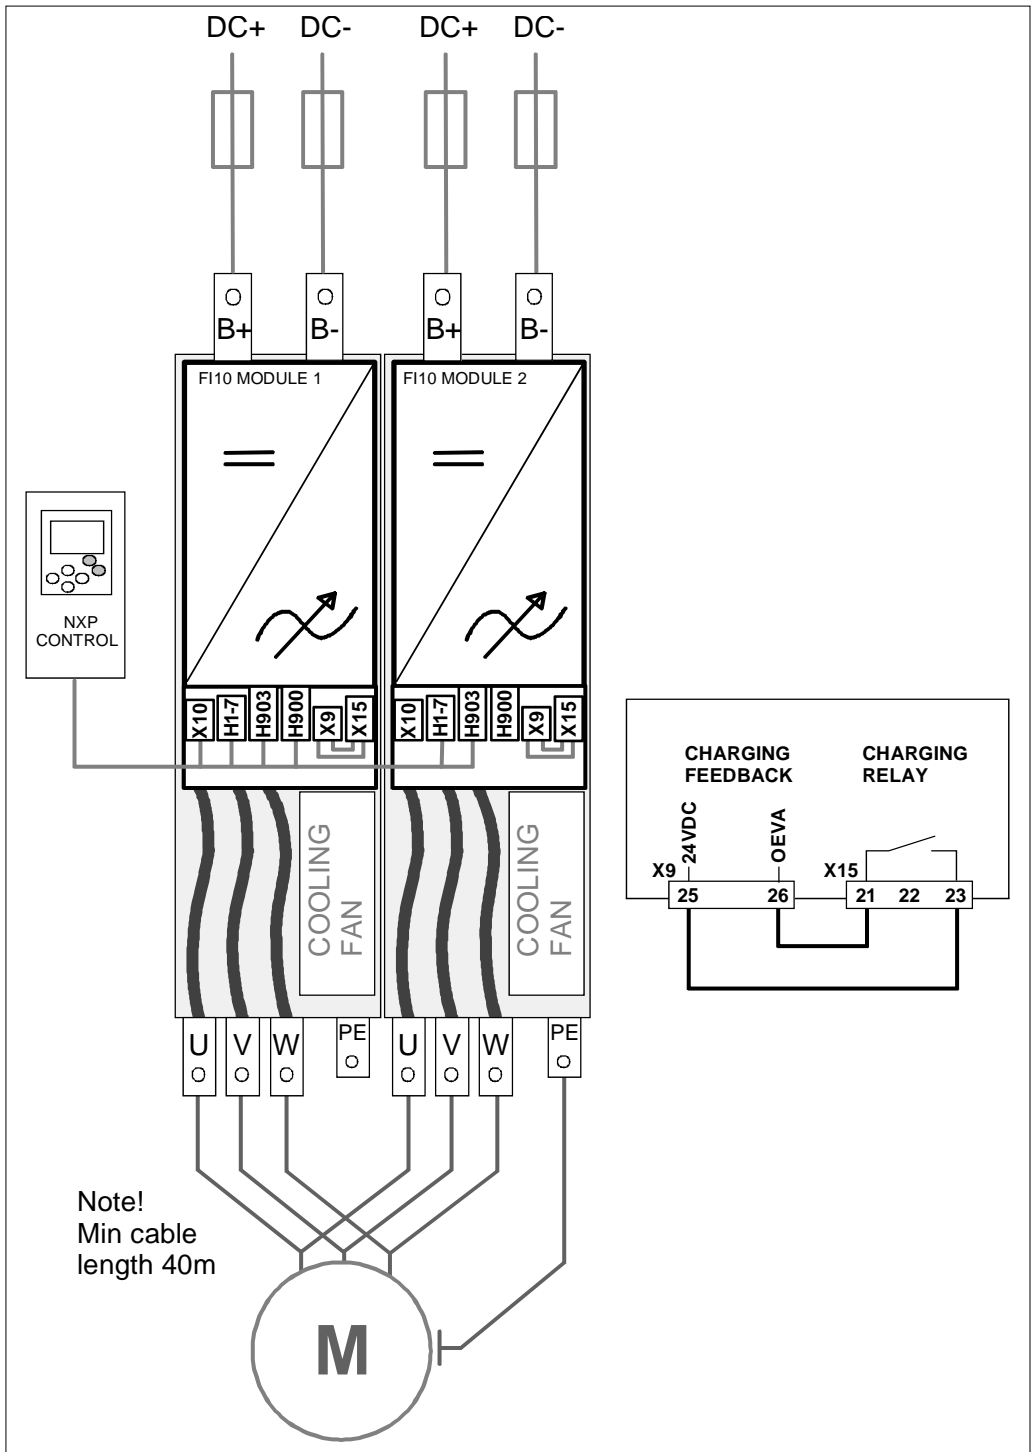 DC+ DC- DC+ DC-
B+ B- B+ B-
FI10 MODULE 1
FI10 MODULE 2
NXP
CONTROL
X10 H1-7 H903 H900 X9 X15
X10 H1-7 H903 H900 X9 X15
COOLING
FAN
COOLING
FAN
CHARGING
FEEDBACK
CHARGING
RELAY
24VDC
OEVA
X9
X15
25 26 21 22 23
U V W PE U V W PE
Note!
Min cable
length 40m
M